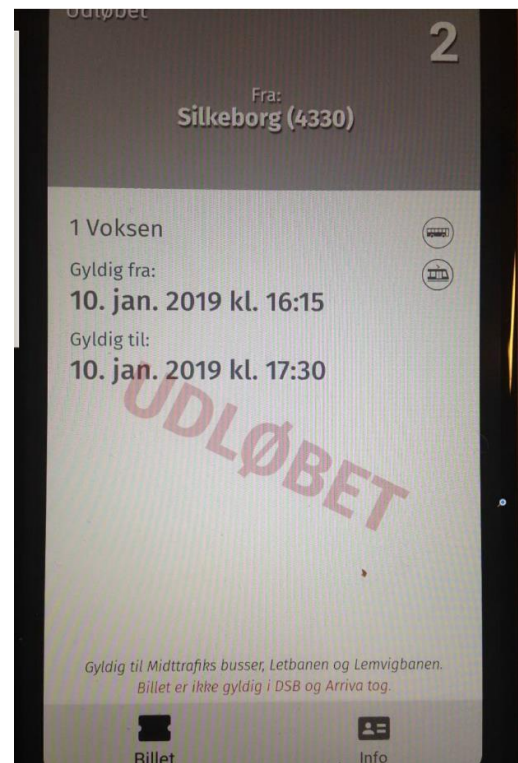 Udløbet
2
Fra:
Silkeborg (4330)
1 Voksen
Gyldig fra:
10. jan. 2019 kl. 16:15
Gyldig til:
10. jan. 2019 kl. 17:30
UDLØBET
Gyldig til Midttrafiks busser, Letbanen og Lemvigbanen.
Billet er ikke gyldig i DSB og Arriva tog.
Billet
Info